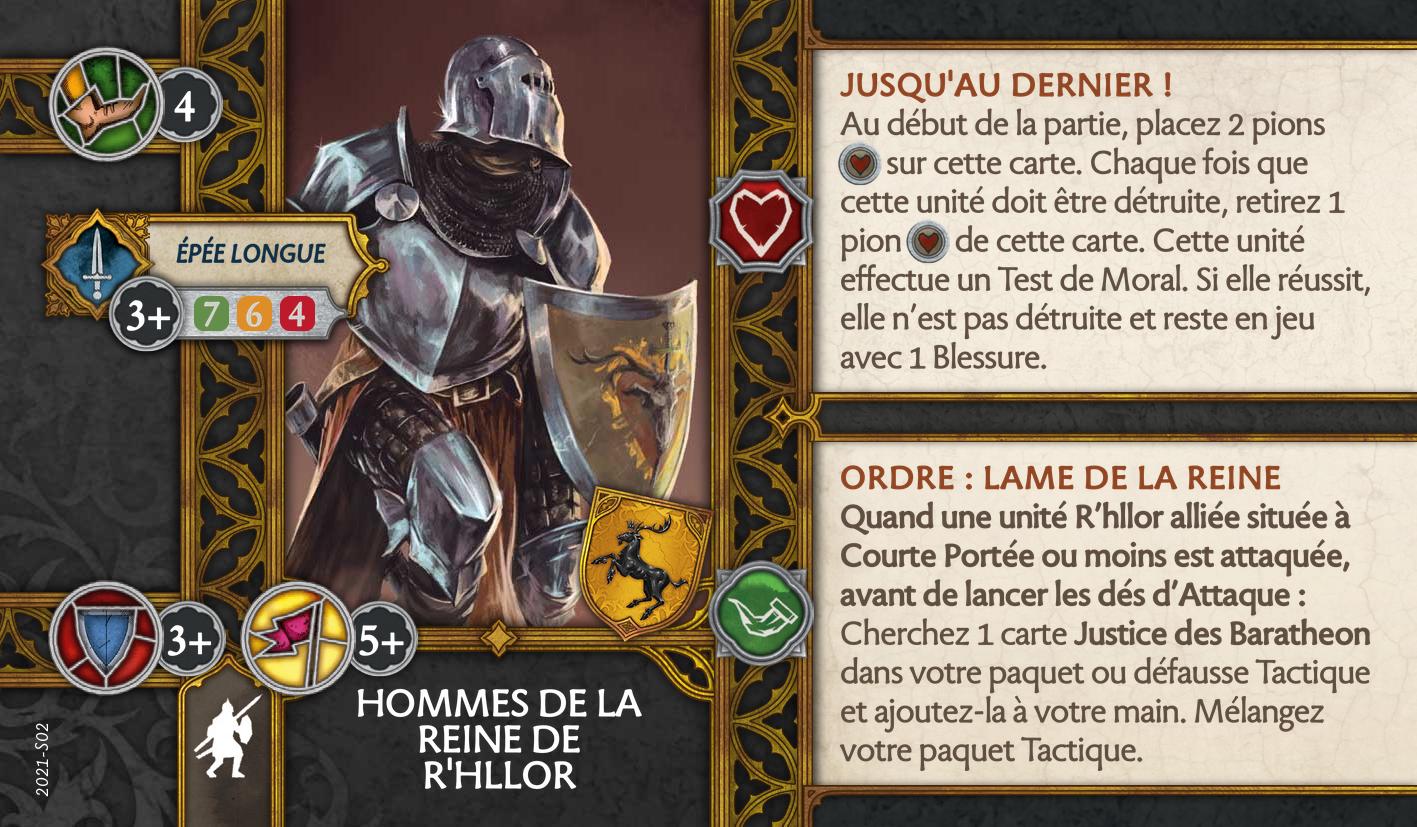 4
ÉPÉE LONGUE
3+ 7 6 4
3+ 5+
HOMMES DE LA
REINE DE
R'HLLOR
2021-S02
JUSQU'AU DERNIER !
Au début de la partie, placez 2 pions
sur cette carte. Chaque fois que
cette unité doit être détruite, retirez 1
pion de cette carte. Cette unité
effectue un Test de Moral. Si elle réussit,
elle n’est pas détruite et reste en jeu
avec 1 Blessure.
ORDRE : LAME DE LA REINE
Quand une unité R’hllor alliée située à
Courte Portée ou moins est attaquée,
avant de lancer les dés d’Attaque :
Cherchez 1 carte Justice des Baratheon
dans votre paquet ou défausse Tactique
et ajoutez-la à votre main. Mélangez
votre paquet Tactique.